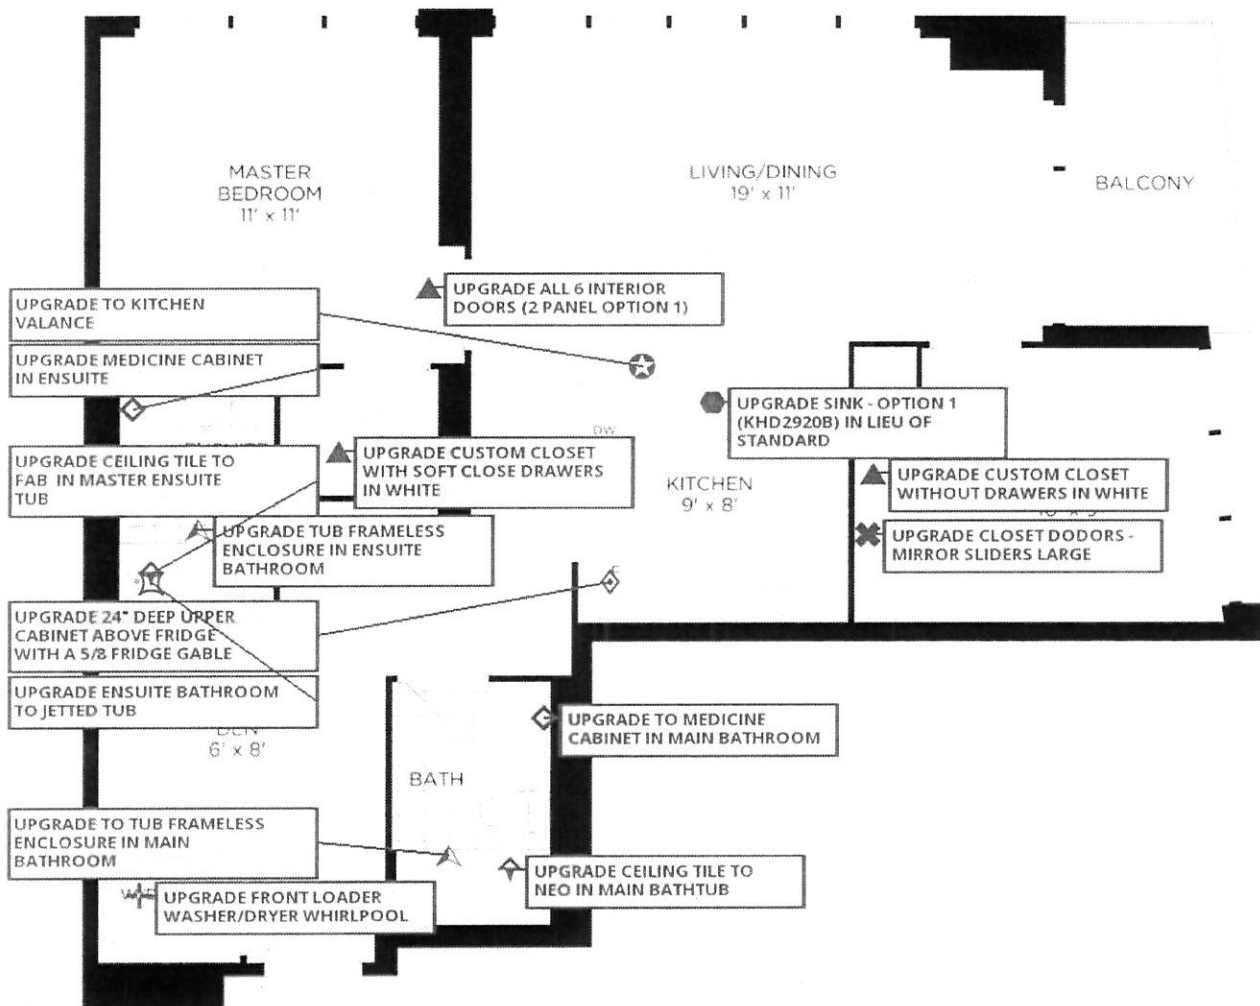 MASTER
BEDROOM
11' x 11'
LIVING/DINING
19' x 11'
BALCONY
UPGRADE ALL 6 INTERIOR
DOORS (2 PANEL OPTION 1)
UPGRADE TO KITCHEN
VALANCE
UPGRADE MEDICINE CABINET
IN ENSUITE
UPGRADE SINK - OPTION 1
(KHD2920B) IN LIEU OF
STANDARD
DW
UPGRADE CEILING TILE TO
FAB IN MASTER ENSUITE
TUB
UPGRADE CUSTOM CLOSET
WITH SOFT CLOSE DRAWERS
IN WHITE
KITCHEN
9' x 8'
UPGRADE CUSTOM CLOSET
WITHOUT DRAWERS IN WHITE
UPGRADE TUB FRAMELESS
ENCLOSURE IN ENSUITE
BATHROOM
UPGRADE CLOSET DODORS -
MIRROR SLIDERS LARGE
F
UPGRADE 24" DEEP UPPER
CABINET ABOVE FRIDGE
WITH A 5/8 FRIDGE GABLE
UPGRADE ENSUITE BATHROOM
TO JETTED TUB
DEN
6' x 8'
UPGRADE TO MEDICINE
CABINET IN MAIN BATHROOM
BATH
UPGRADE TO TUB FRAMELESS
ENCLOSURE IN MAIN
BATHROOM
UPGRADE CEILING TILE TO
NEO IN MAIN BATHTUB
UPGRADE FRONT LOADER
WASHER/DRYER WHIRLPOOL